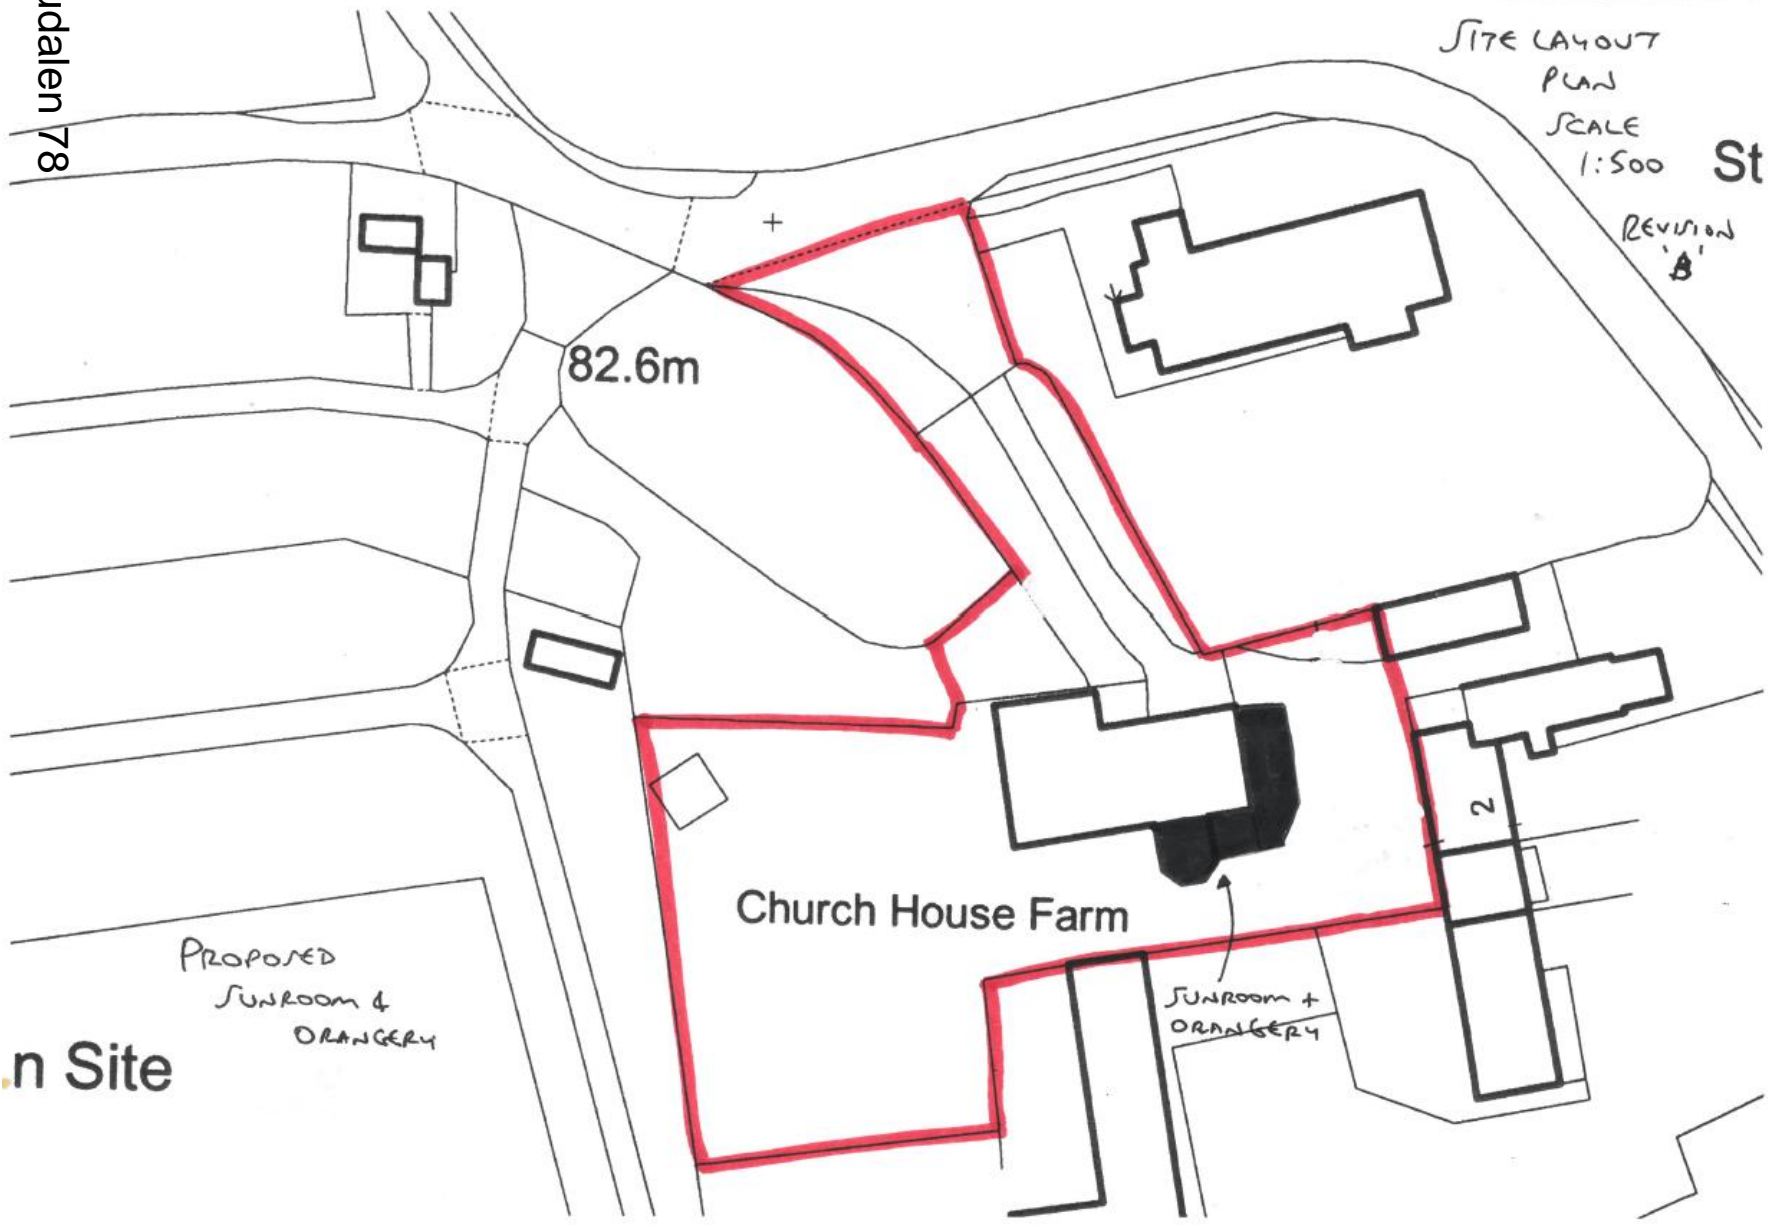 udalen 78
SITE LAYOUT
PLAN
SCALE
1:500
St
REVISION
'B'
82.6m
2
Church House Farm
PROPOSED
SUNROOM &
ORANGERY
SUNROOM +
ORANGERY
n Site